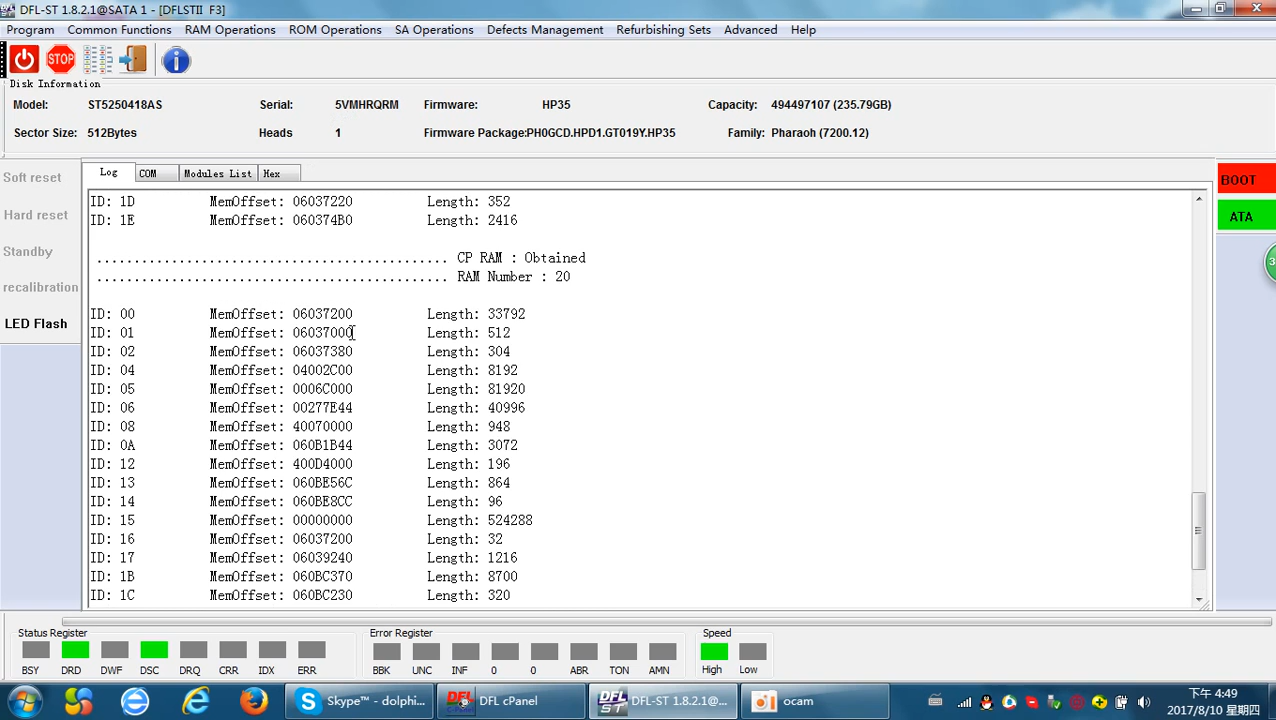 DFL-ST 1.8.2.1@SATA 1 - [DFLSTII F3]
Program Common Functions RAM Operations ROM Operations SA Operations Defects Management Refurbishing Sets Advanced Help
STOP
Disk Information
Model: ST5250418AS Serial: 5VMHRQRM Firmware: HP35 Capacity: 494497107 (235.79GB)
Sector Size: 512Bytes Heads 1 Firmware Package:PH0GCD.HPD1.GT019Y.HP35 Family: Pharaoh (7200.12)
Soft reset
Hard reset
Standby
recalibration
LED Flash
Log COM Modules List Hex
ID: 1D MemOffset: 06037220 Length: 352
ID: 1E MemOffset: 060374B0 Length: 2416
............................................... CP RAM : Obtained
............................................... RAM Number : 20
ID: 00 MemOffset: 06037200 Length: 33792
ID: 01 MemOffset: 06037000 Length: 512
ID: 02 MemOffset: 06037380 Length: 304
ID: 04 MemOffset: 04002C00 Length: 8192
ID: 05 MemOffset: 0006C000 Length: 81920
ID: 06 MemOffset: 00277E44 Length: 40996
ID: 08 MemOffset: 40070000 Length: 948
ID: 0A MemOffset: 060B1B44 Length: 3072
ID: 12 MemOffset: 400D4000 Length: 196
ID: 13 MemOffset: 060BE56C Length: 864
ID: 14 MemOffset: 060BE8CC Length: 96
ID: 15 MemOffset: 00000000 Length: 524288
ID: 16 MemOffset: 06037200 Length: 32
ID: 17 MemOffset: 06039240 Length: 1216
ID: 1B MemOffset: 060BC370 Length: 8700
ID: 1C MemOffset: 060BC230 Length: 320
BOOT
ATA
3
Status Register Error Register Speed
BSY DRD DWF DSC DRQ CRR IDX ERR BBK UNC INF 0 0 ABR TON AMN High Low
Skype™ - dolphi... DFL DFL cPanel DFL ST DFL-ST 1.8.2.1@... ocam
下午 4:49
2017/8/10 星期四